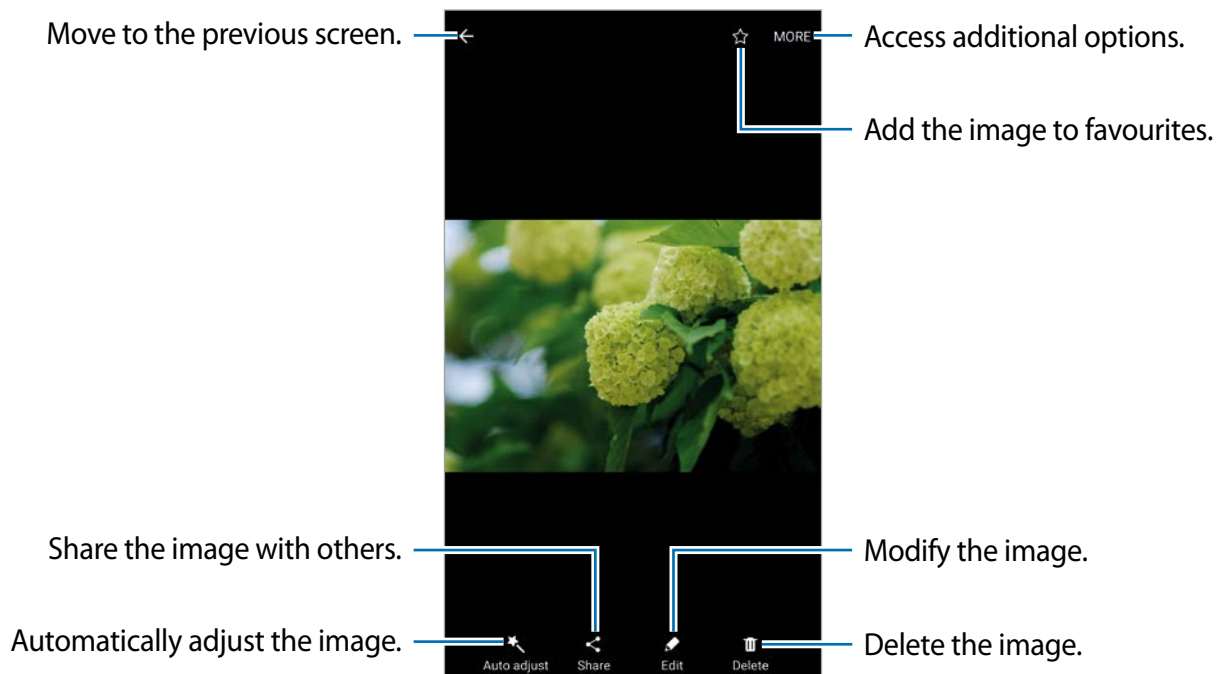 Move to the previous screen.
MORE
Access additional options.
Add the image to favourites.
Share the image with others.
Modify the image.
Automatically adjust the image.
Delete the image.
Auto adjust
Share
Edit
Delete